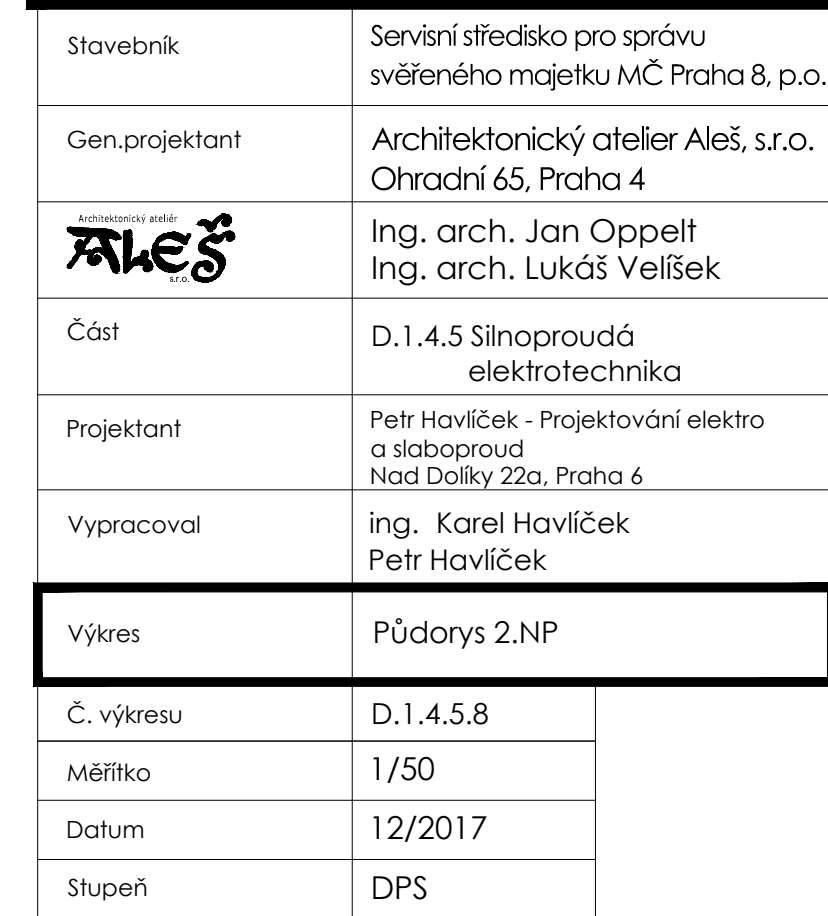 Stavebník
Servisní středisko pro správu
svěřeného majetku MČ Praha 8, p.o.
Gen.projektant
Architektonický atelier Aleš, s.r.o.
Ohradní 65, Praha 4
Architektonický ateliér
ALEŠ
s.r.o.
Ing. arch. Jan Oppelt
Ing. arch. Lukáš Velíšek
Část
D.1.4.5 Silnoproudá
elektrotechnika
Projektant
Petr Havlíček - Projektování elektro
a slaboproud
Nad Dolíky 22a, Praha 6
Vypracoval
ing. Karel Havlíček
Petr Havlíček
Výkres
Půdorys 2.NP
Č. výkresu
D.1.4.5.8
Měřítko
1/50
Datum
12/2017
Stupeň
DPS